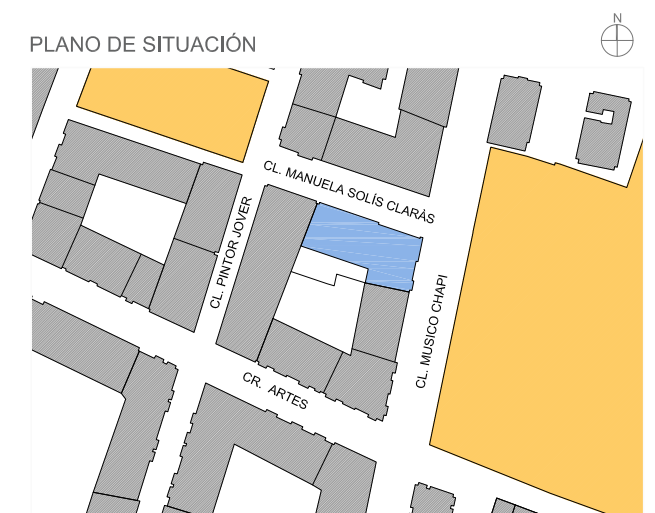 N
PLANO DE SITUACIÓN
CL. MANUELA SOLÍS CLARÀS
CL. PINTOR JOVER
CL. MUSICO CHAPI
CR. ARTES